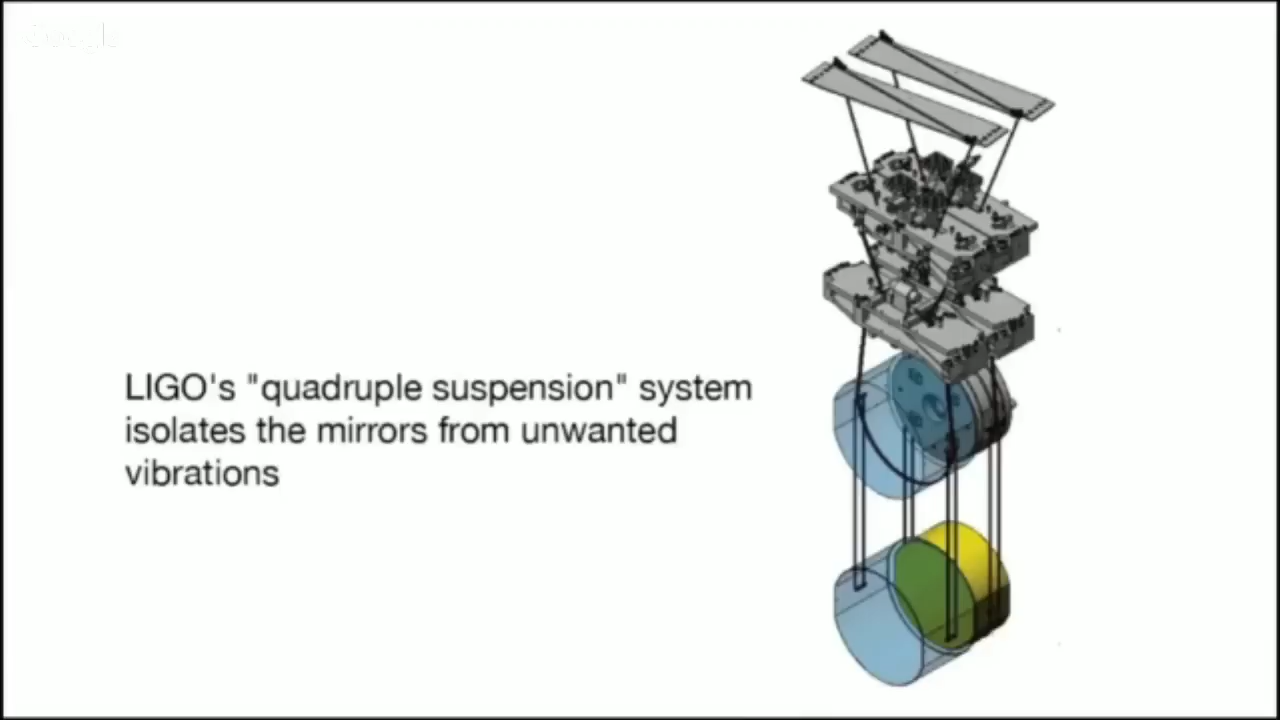 LIGO's "quadruple suspension" system
isolates the mirrors from unwanted
vibrations